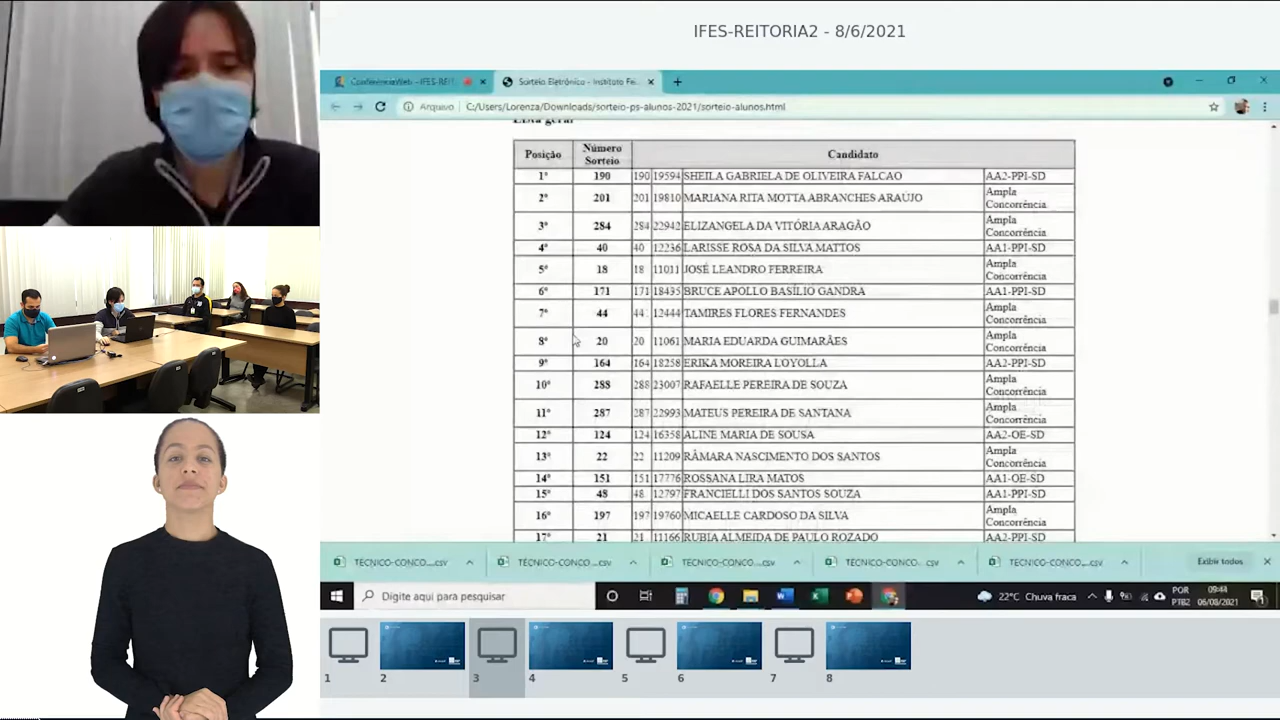 IFES-REITORIA2 - 8/6/2021
ConferênciaWeb - IFES-REIT
Sorteio Eletrônico - Instituto Fe...
Arquivo C:/Users/Lorenza/Downloads/sorteio-ps-alunos-2021/sorteio-alunos.html
Lista geral
Posição Número Sorteio Candidato
1º 190 190 19594 SHEILA GABRIELA DE OLIVEIRA FALCAO AA2-PPI-SD
2º 201 201 19810 MARIANA RITA MOTTA ABRANCHES ARAÚJO Ampla Concorrência
3º 284 284 22942 ELIZANGELA DA VITÓRIA ARAGÃO Ampla Concorrência
4º 40 40 12236 LARISSE ROSA DA SILVA MATTOS AA1-PPI-SD
5º 18 18 11011 JOSÉ LEANDRO FERREIRA Ampla Concorrência
6º 171 171 18435 BRUCE APOLLO BASÍLIO GANDRA AA1-PPI-SD
7º 44 44 12444 TAMIRES FLORES FERNANDES Ampla Concorrência
8º 20 20 11061 MARIA EDUARDA GUIMARÃES Ampla Concorrência
9º 164 164 18258 ERIKA MOREIRA LOYOLLA AA2-PPI-SD
10º 288 288 23007 RAFAELLE PEREIRA DE SOUZA Ampla Concorrência
11º 287 287 22993 MATEUS PEREIRA DE SANTANA Ampla Concorrência
12º 124 124 16358 ALINE MARIA DE SOUSA AA2-OE-SD
13º 22 22 11209 RÂMARA NASCIMENTO DOS SANTOS Ampla Concorrência
14º 151 151 17776 ROSSANA LIRA MATOS AA1-OE-SD
15º 48 48 12797 FRANCIELLI DOS SANTOS SOUZA AA1-PPI-SD
16º 197 197 19760 MICAELLE CARDOSO DA SILVA Ampla Concorrência
17º 21 21 11166 RUBIA ALMEIDA DE PAULO ROZADO AA2-PPI-SD
TECNICO-CONCO....csv TECNICO-CONCO....csv TECNICO-CONCO....csv TECNICO-CONCO....csv TECNICO-CONCO....csv Exibir todos
Digite aqui para pesquisar
22°C Chuva fraca
POR
PTB2
09:44
06/08/2021
1 2 3 4 5 6 7 8